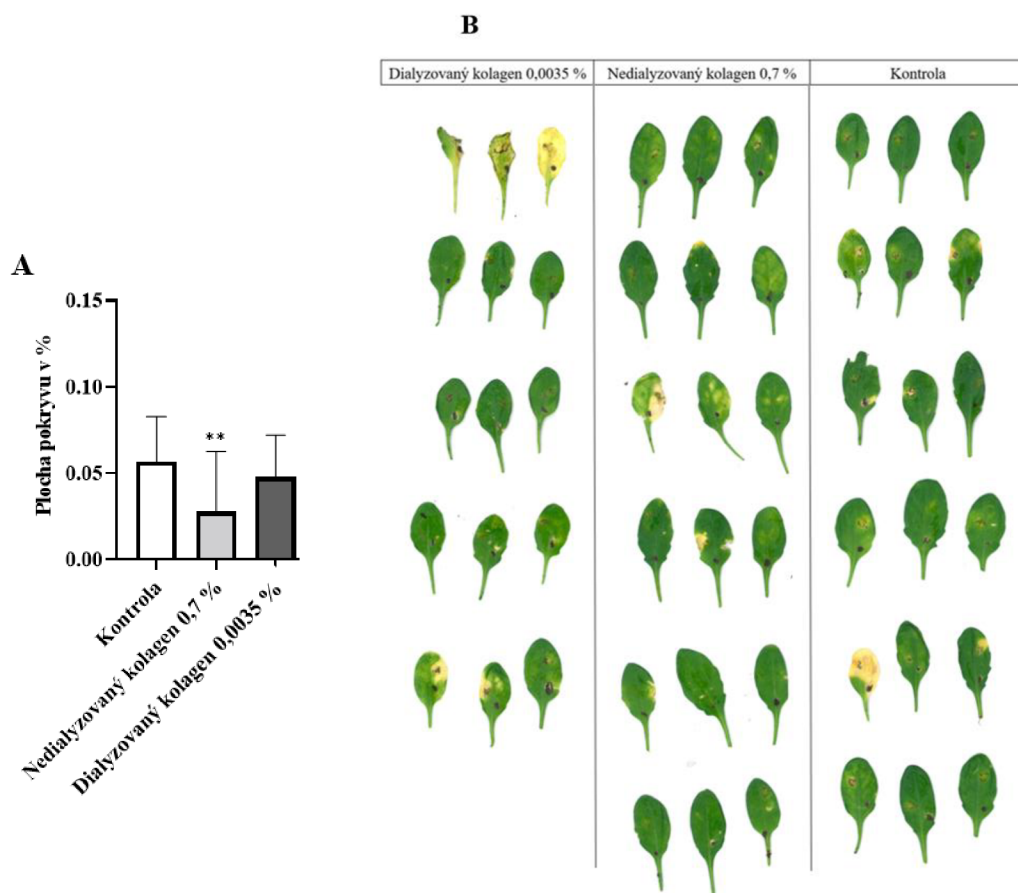 B
Dialyzovaný kolagen 0,0035 %
Nedialyzovaný kolagen 0,7 %
Kontrola
A
Plocha pokryvu v %
0.15
0.10
0.05
0.00
**
Kontrola
Nedialyzovaný kolagen 0,7 %
Dialyzovaný kolagen 0,0035 %